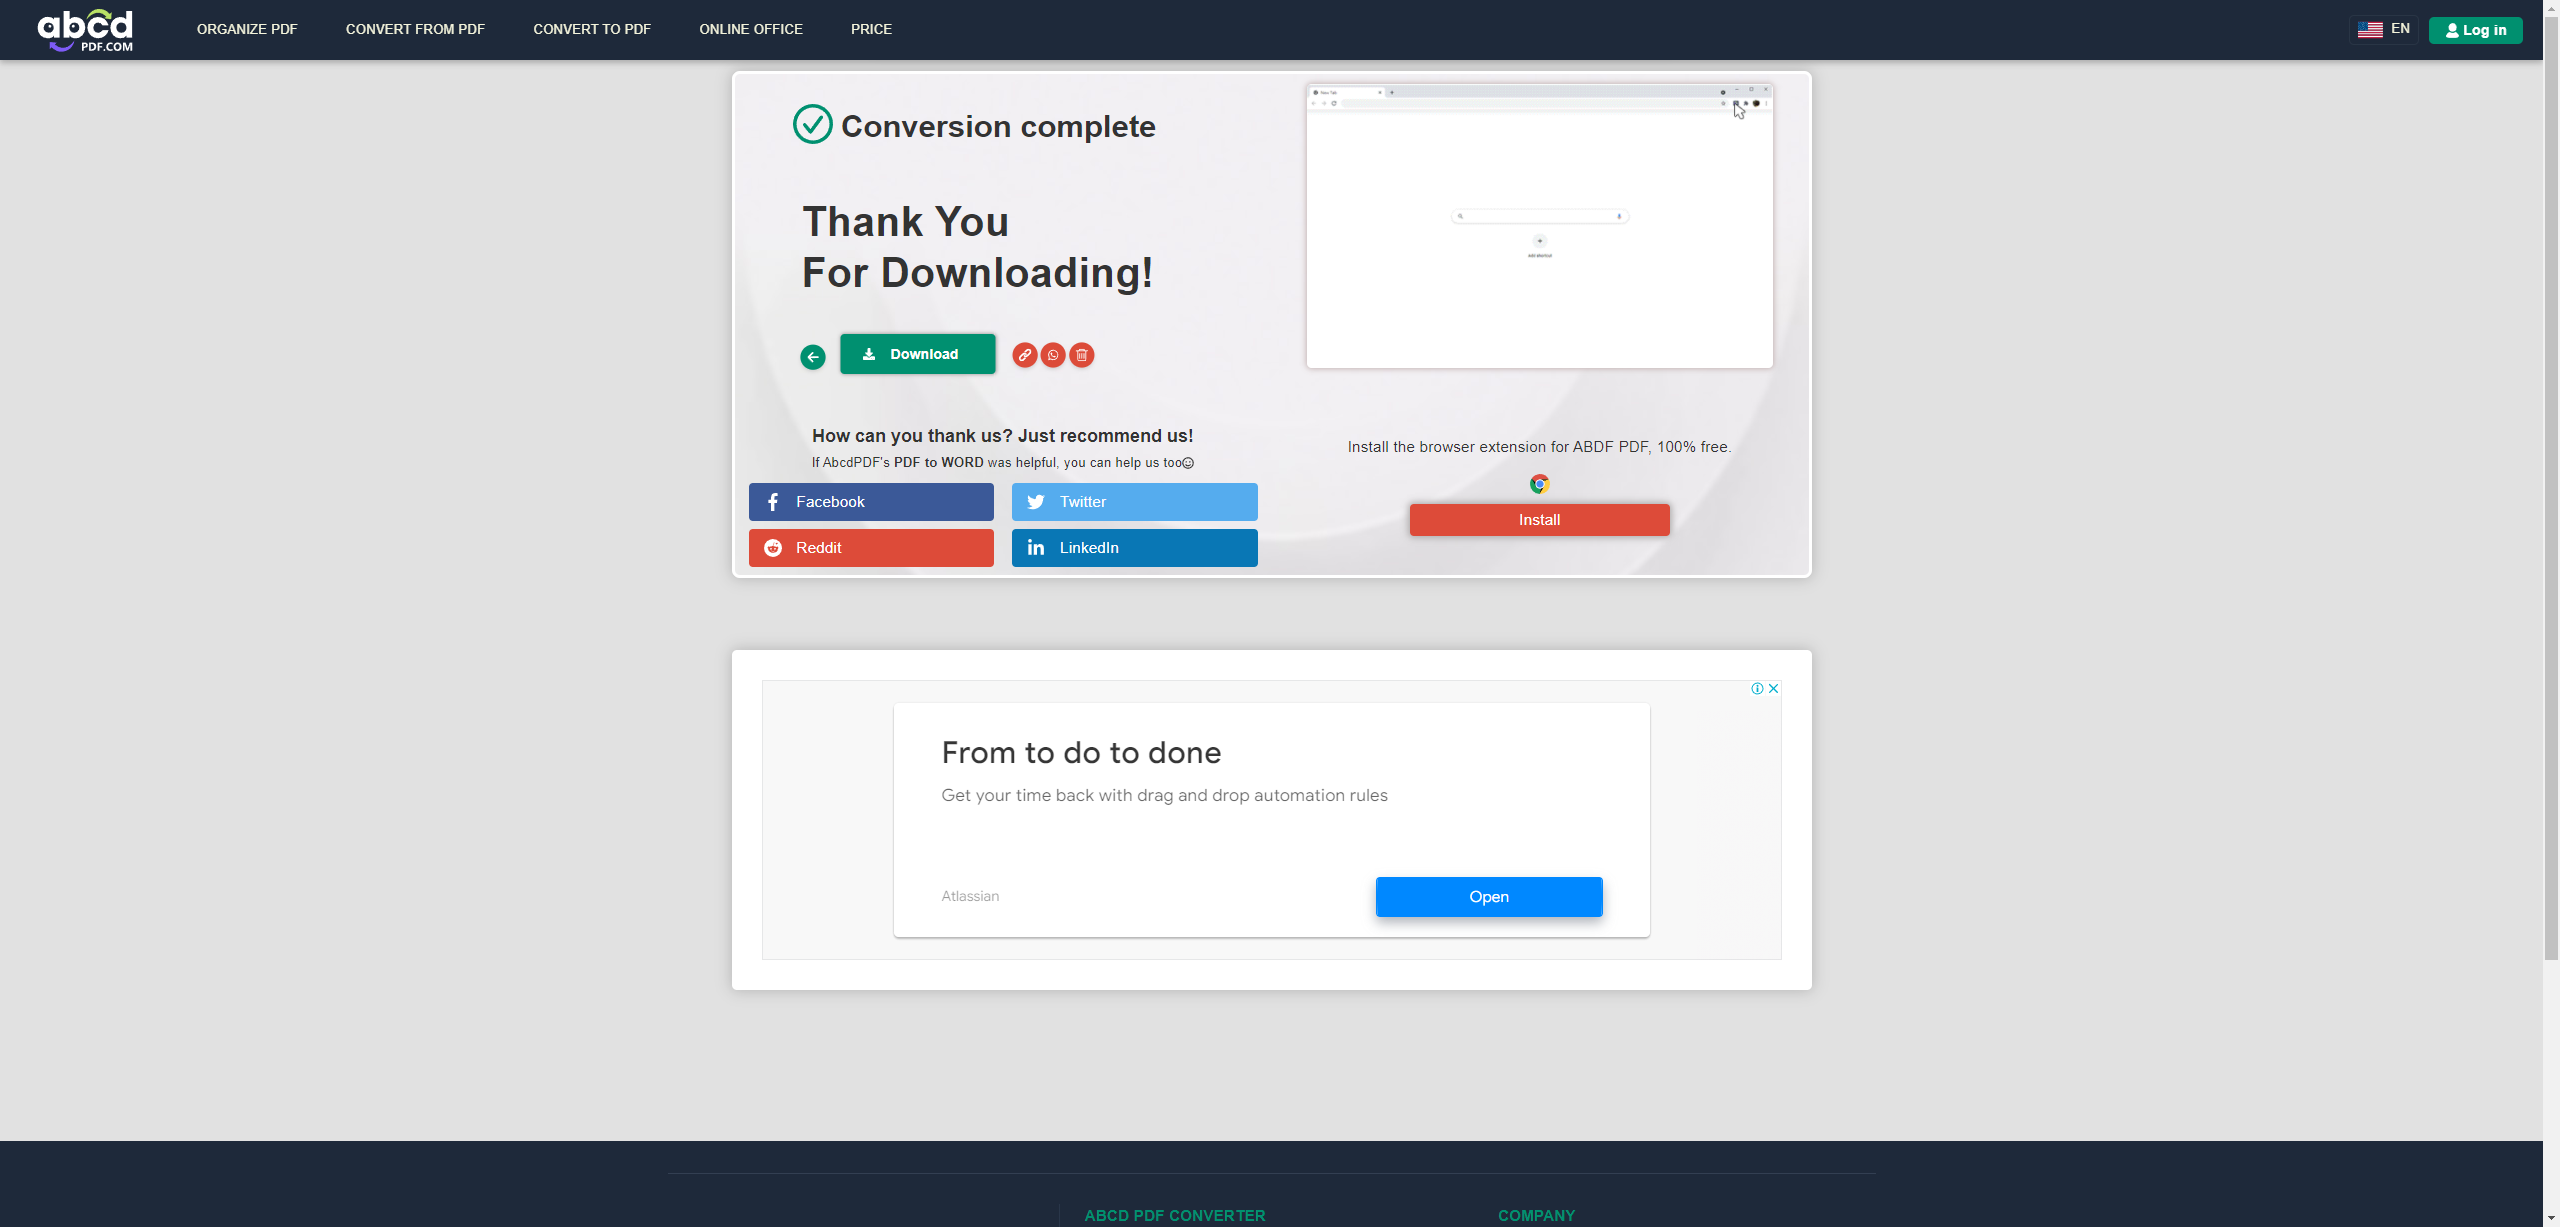 abcd
PDF.COM
ORGANIZE PDF
CONVERT FROM PDF
CONVERT TO PDF
ONLINE OFFICE
PRICE
EN
Log in
Conversion complete
Thank You
For Downloading!
Download
How can you thank us? Just recommend us!
If AbcdPDF's PDF to WORD was helpful, you can help us too
Facebook
Twitter
Reddit
LinkedIn
New Tab
Add shortcut
Install the browser extension for ABDF PDF, 100% free.
Install
From to do to done
Get your time back with drag and drop automation rules
Atlassian
Open
ABCD PDF CONVERTER
COMPANY